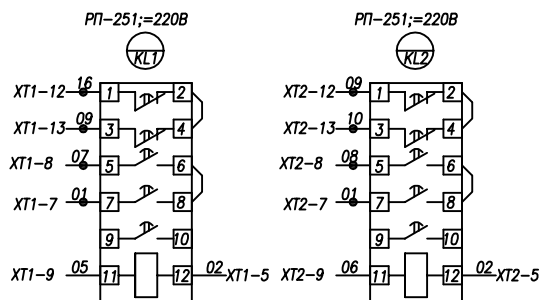 РП-251;=220В РП-251;=220В
KL1 KL2
XT1-12 16 1 2 XT2-12 09 1 2
XT1-13 09 3 4 XT2-13 10 3 4
XT1-8 07 5 6 XT2-8 08 5 6
XT1-7 01 7 8 XT2-7 01 7 8
9 10 9 10
XT1-9 05 11 12 02 XT1-5 XT2-9 06 11 12 02 XT2-5